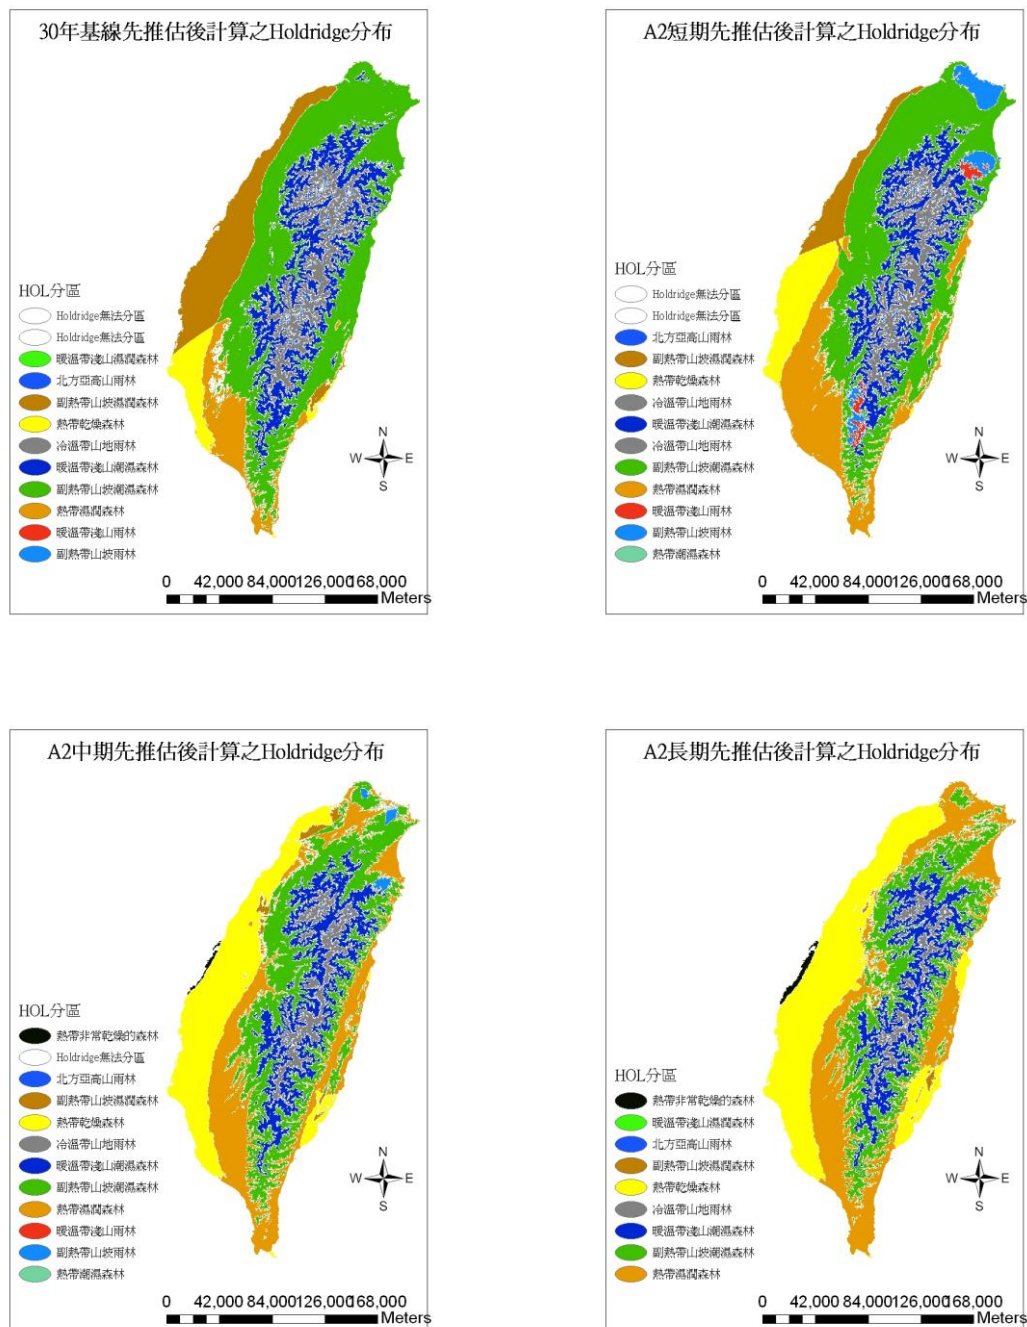 30年基線先推估後計算之Holdridge分布
HOL分區
Holdridge無法分區
Holdridge無法分區
暖溫帶淺山濕潤森林
北方亞高山雨林
副熱帶山坡濕潤森林
熱帶乾燥森林
冷溫帶山地雨林
暖溫帶淺山潮濕森林
副熱帶山坡潮濕森林
熱帶濕潤森林
暖溫帶淺山雨林
副熱帶山坡雨林
N
W E
S
0 42,000 84,000 126,000 168,000
Meters
A2短期先推估後計算之Holdridge分布
HOL分區
Holdridge無法分區
Holdridge無法分區
北方亞高山雨林
副熱帶山坡濕潤森林
熱帶乾燥森林
冷溫帶山地雨林
暖溫帶淺山潮濕森林
冷溫帶山地雨林
副熱帶山坡潮濕森林
熱帶濕潤森林
暖溫帶淺山雨林
副熱帶山坡雨林
熱帶潮濕森林
N
W E
S
0 42,000 84,000 126,000 168,000
Meters
A2中期先推估後計算之Holdridge分布
HOL分區
熱帶非常乾燥的森林
Holdridge無法分區
北方亞高山雨林
副熱帶山坡濕潤森林
熱帶乾燥森林
冷溫帶山地雨林
暖溫帶淺山潮濕森林
副熱帶山坡潮濕森林
熱帶濕潤森林
暖溫帶淺山雨林
副熱帶山坡雨林
熱帶潮濕森林
N
W E
S
0 42,000 84,000 126,000 168,000
Meters
A2長期先推估後計算之Holdridge分布
HOL分區
熱帶非常乾燥的森林
暖溫帶淺山濕潤森林
北方亞高山雨林
副熱帶山坡濕潤森林
熱帶乾燥森林
冷溫帶山地雨林
暖溫帶淺山潮濕森林
副熱帶山坡潮濕森林
熱帶濕潤森林
N
W E
S
0 42,000 84,000 126,000 168,000
Meters